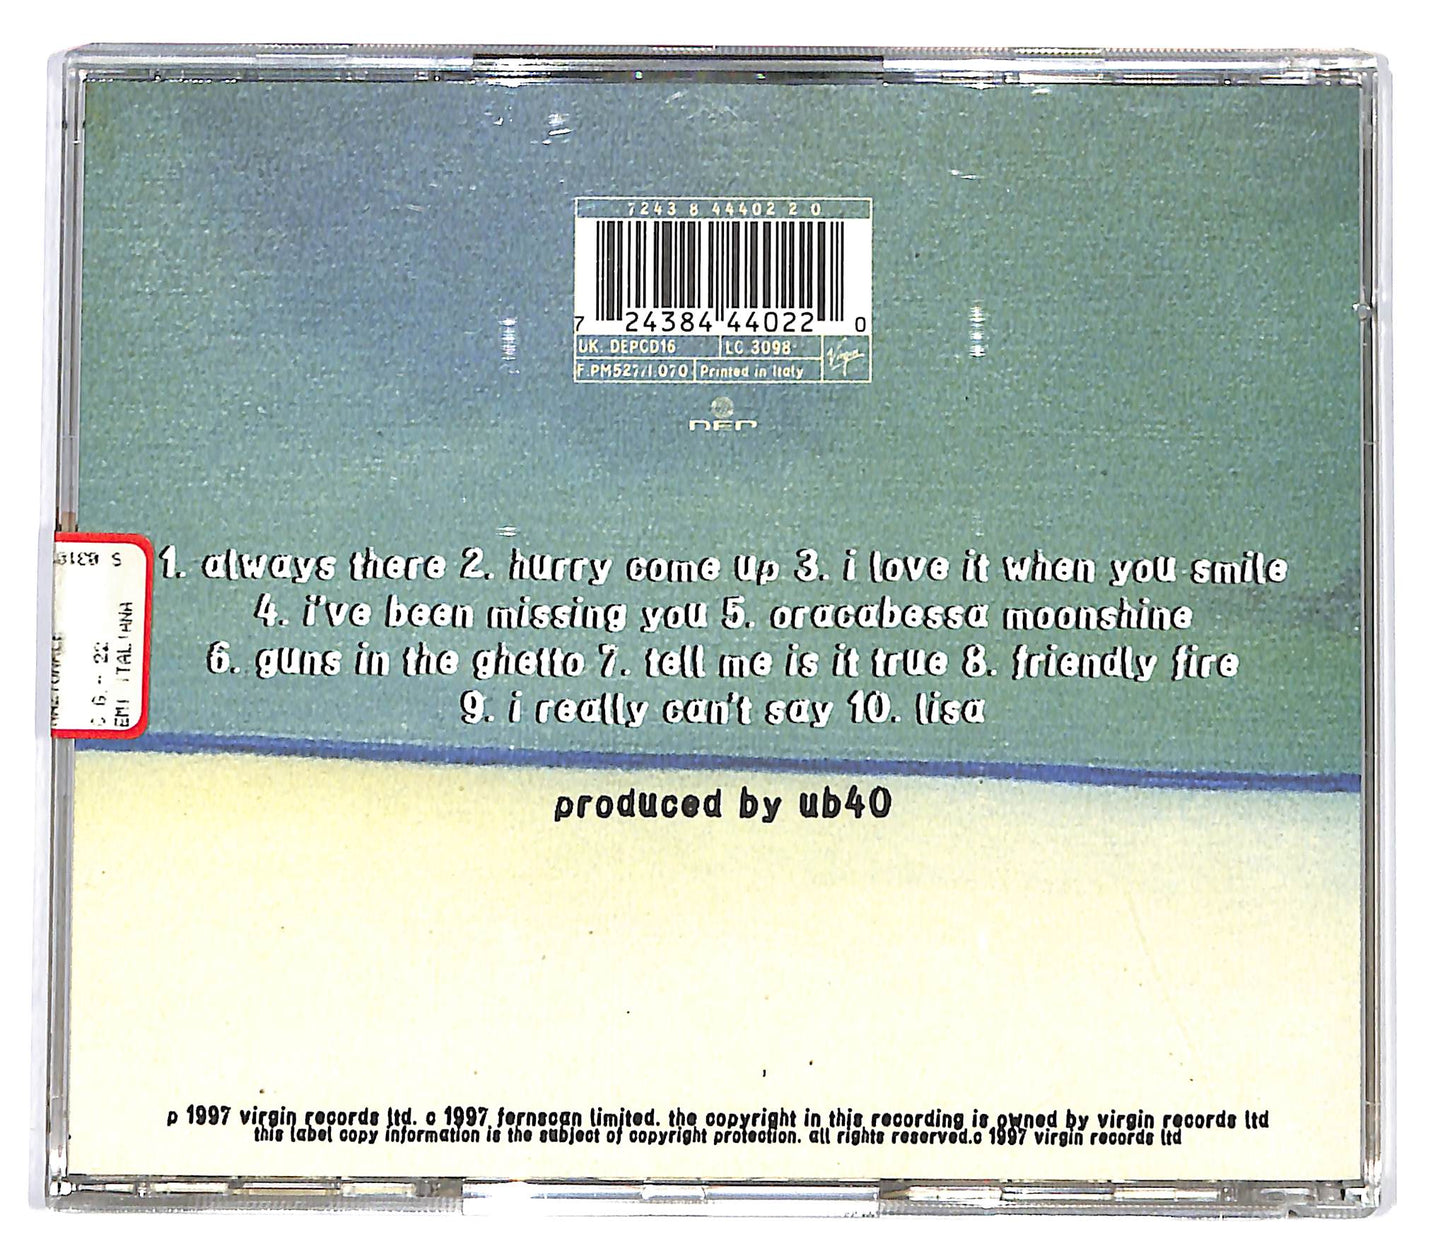 7243 8 44402 2 0
7 24384 44022 0
UK. DEPCD16
LC 3098
F.PM527/1.070
Printed in Italy
Virgin
DEP
1. always there 2. hurry come up 3. i love it when you smile
4. i've been missing you 5. oracabessa moonshine
6. guns in the ghetto 7. tell me is it true 8. friendly fire
9. i really can't say 10. lisa
produced by ub40
p 1997 virgin records ltd. c 1997 fernscan limited. the copyright in this recording is owned by virgin records ltd
this label copy information is the subject of copyright protection. all rights reserved.c 1997 virgin records ltd
EMI ITALIANA